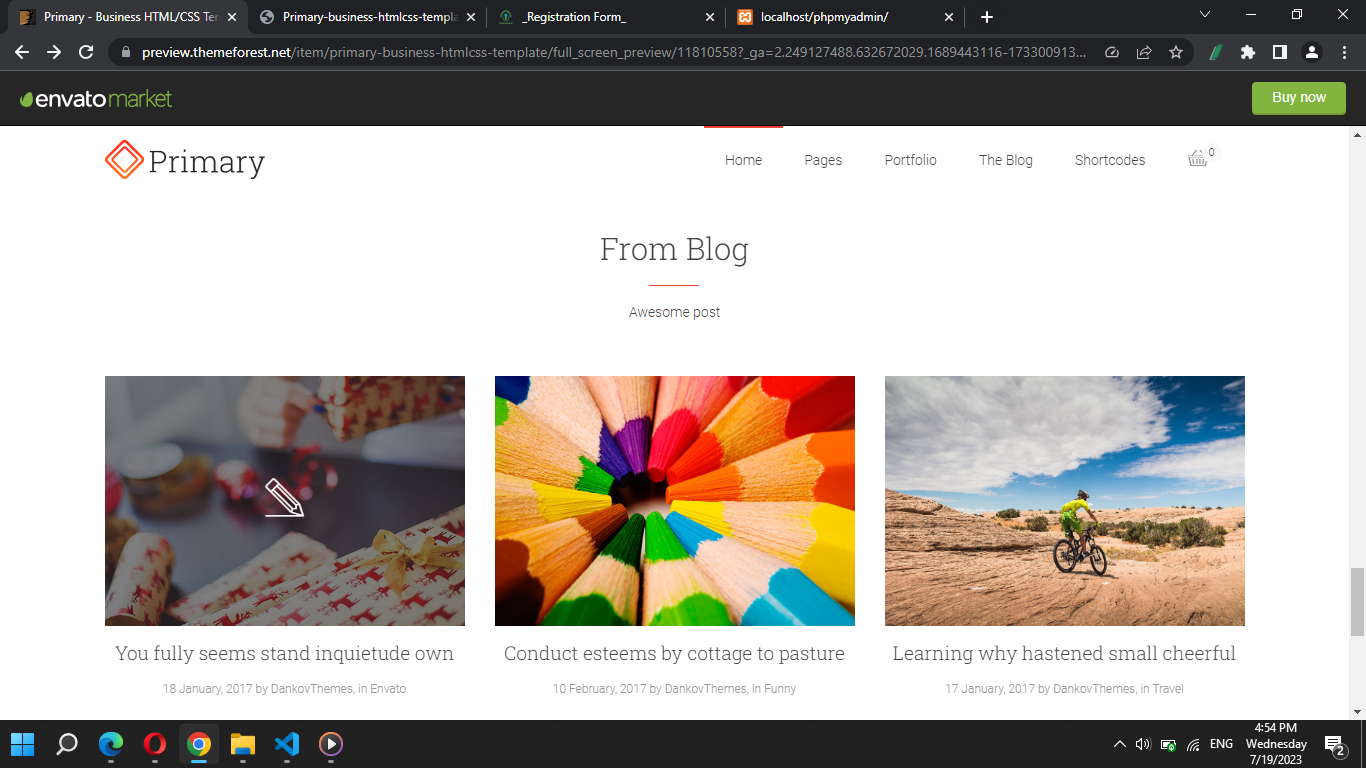 Primary - Business HTML/CSS Ter
Primary-business-htmlcss-templa
_Registration Form_
localhost/phpmyadmin/
preview.themeforest.net/item/primary-business-htmlcss-template/full_screen_preview/11810558?_ga=2.249127488.632672029.1689443116-173300913...
envatomarket
Buy now
Primary
Home
Pages
Portfolio
The Blog
Shortcodes
0
From Blog
Awesome post
You fully seems stand inquietude own
18 January, 2017 by DankovThemes, in Envato
Conduct esteems by cottage to pasture
10 February, 2017 by DankovThemes, in Funny
Learning why hastened small cheerful
17 January, 2017 by DankovThemes, in Travel
ENG
4:54 PM
Wednesday
7/19/2023
2